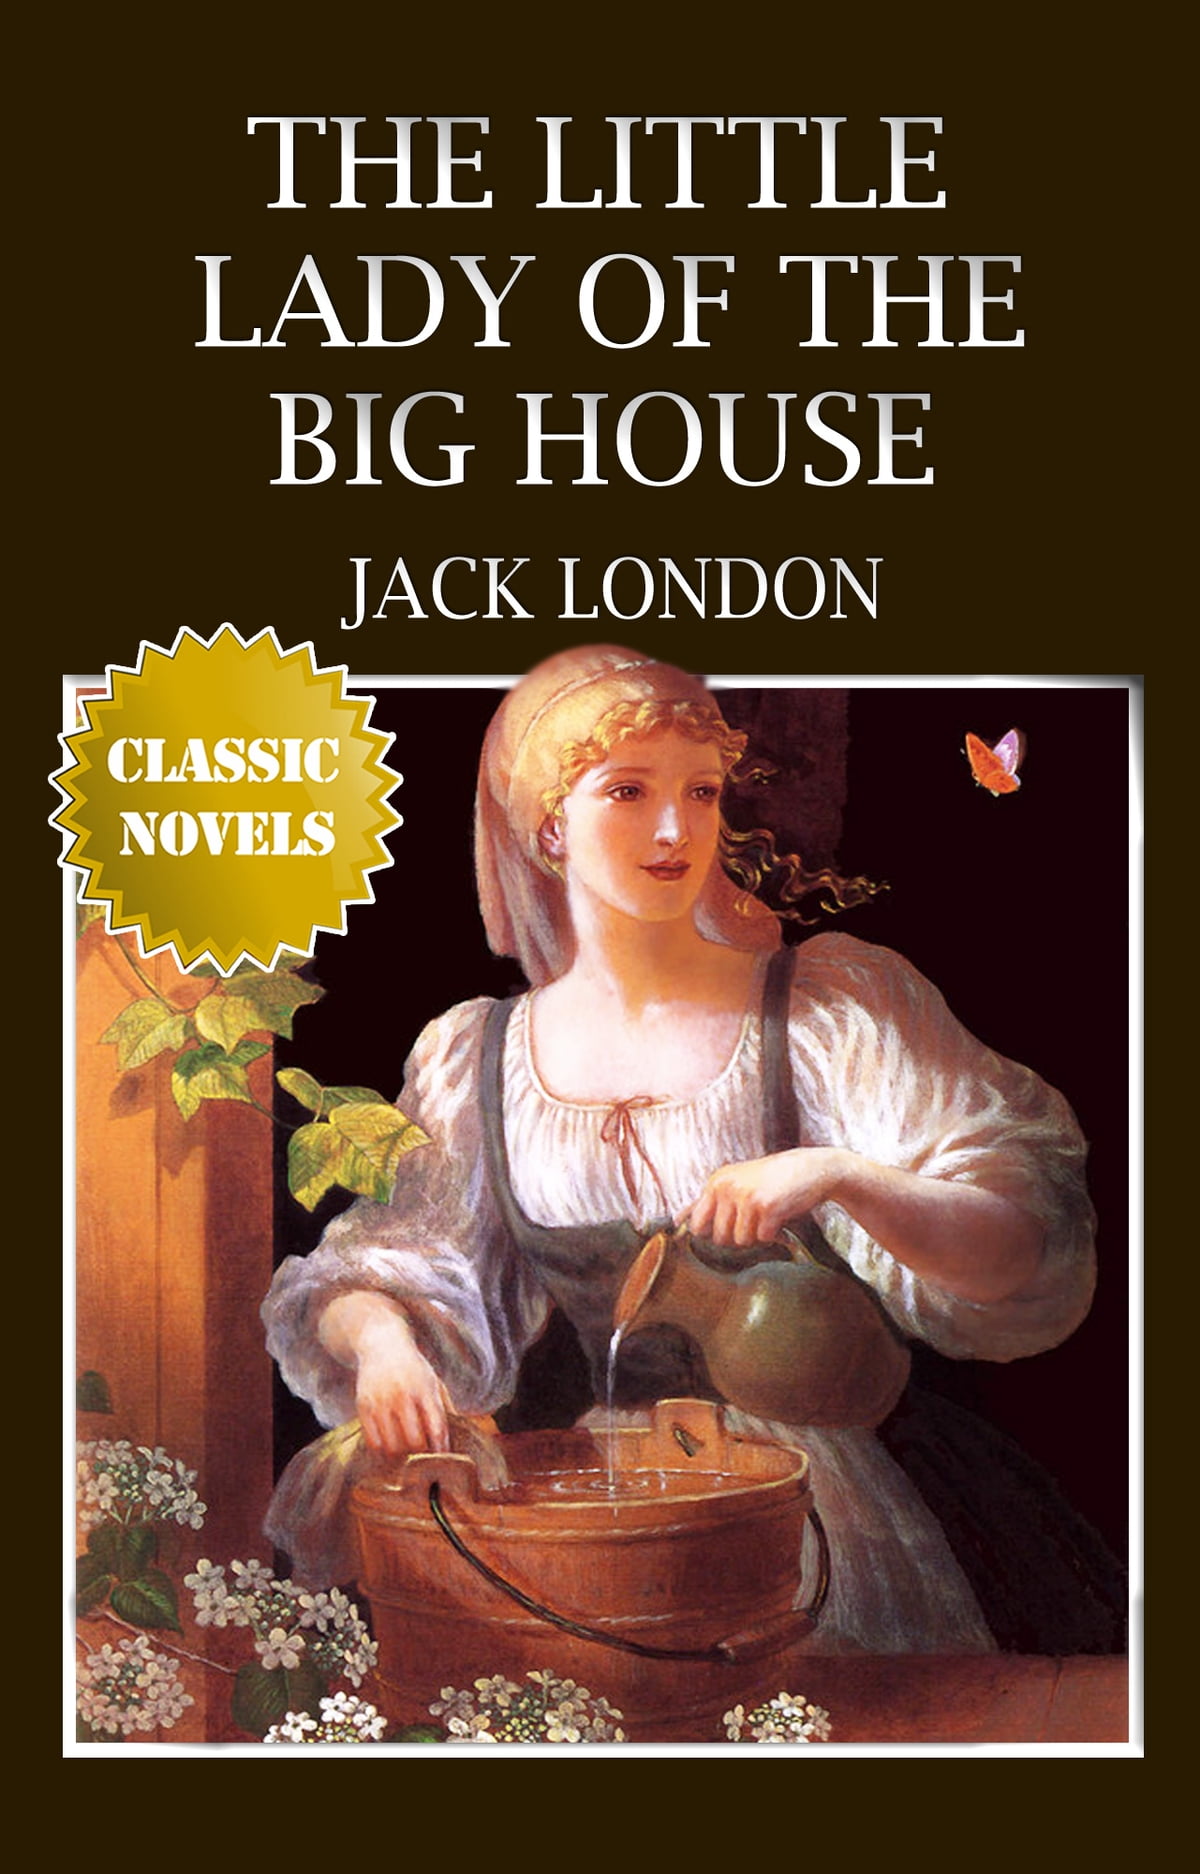 THE LITTLE
LADY OF THE
BIG HOUSE
JACK LONDON
CLASSIC
NOVELS